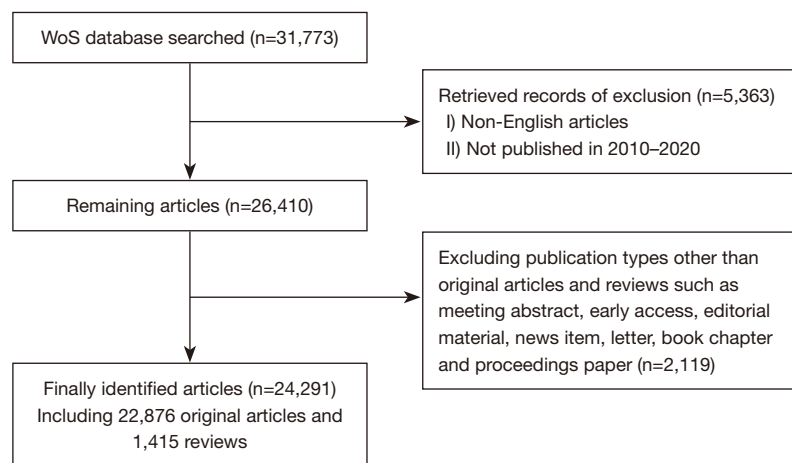 WoS database searched (n=31,773)
Retrieved records of exclusion (n=5,363)
I) Non-English articles
II) Not published in 2010–2020
Remaining articles (n=26,410)
Excluding publication types other than
original articles and reviews such as
meeting abstract, early access, editorial
material, news item, letter, book chapter
and proceedings paper (n=2,119)
Finally identified articles (n=24,291)
Including 22,876 original articles and
1,415 reviews